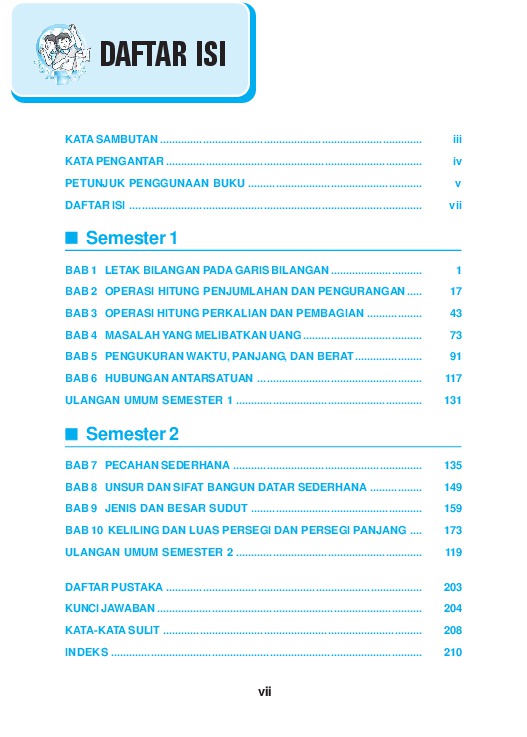 DAFTAR ISI
KATA SAMBUTAN ........................................................................................ iii
KATA PENGANTAR ..................................................................................... iv
PETUNJUK PENGGUNAAN BUKU .......................................................... v
DAFTAR ISI ................................................................................................. vii
Semester 1
BAB 1 LETAK BILANGAN PADA GARIS BILANGAN .............................. 1
BAB 2 OPERASI HITUNG PENJUMLAHAN DAN PENGURANGAN ..... 17
BAB 3 OPERASI HITUNG PERKALIAN DAN PEMBAGIAN .................. 43
BAB 4 MASALAH YANG MELIBATKAN UANG ....................................... 73
BAB 5 PENGUKURAN WAKTU, PANJANG, DAN BERAT ...................... 91
BAB 6 HUBUNGAN ANTARSATUAN ....................................................... 117
ULANGAN UMUM SEMESTER 1 .............................................................. 131
Semester 2
BAB 7 PECAHAN SEDERHANA ............................................................... 135
BAB 8 UNSUR DAN SIFAT BANGUN DATAR SEDERHANA ................. 149
BAB 9 JENIS DAN BESAR SUDUT ......................................................... 159
BAB 10 KELILING DAN LUAS PERSEGI DAN PERSEGI PANJANG .... 173
ULANGAN UMUM SEMESTER 2 .............................................................. 119
DAFTAR PUSTAKA ..................................................................................... 203
KUNCI JAWABAN ........................................................................................ 204
KATA-KATA SULIT ...................................................................................... 208
INDEKS ........................................................................................................ 210
vii